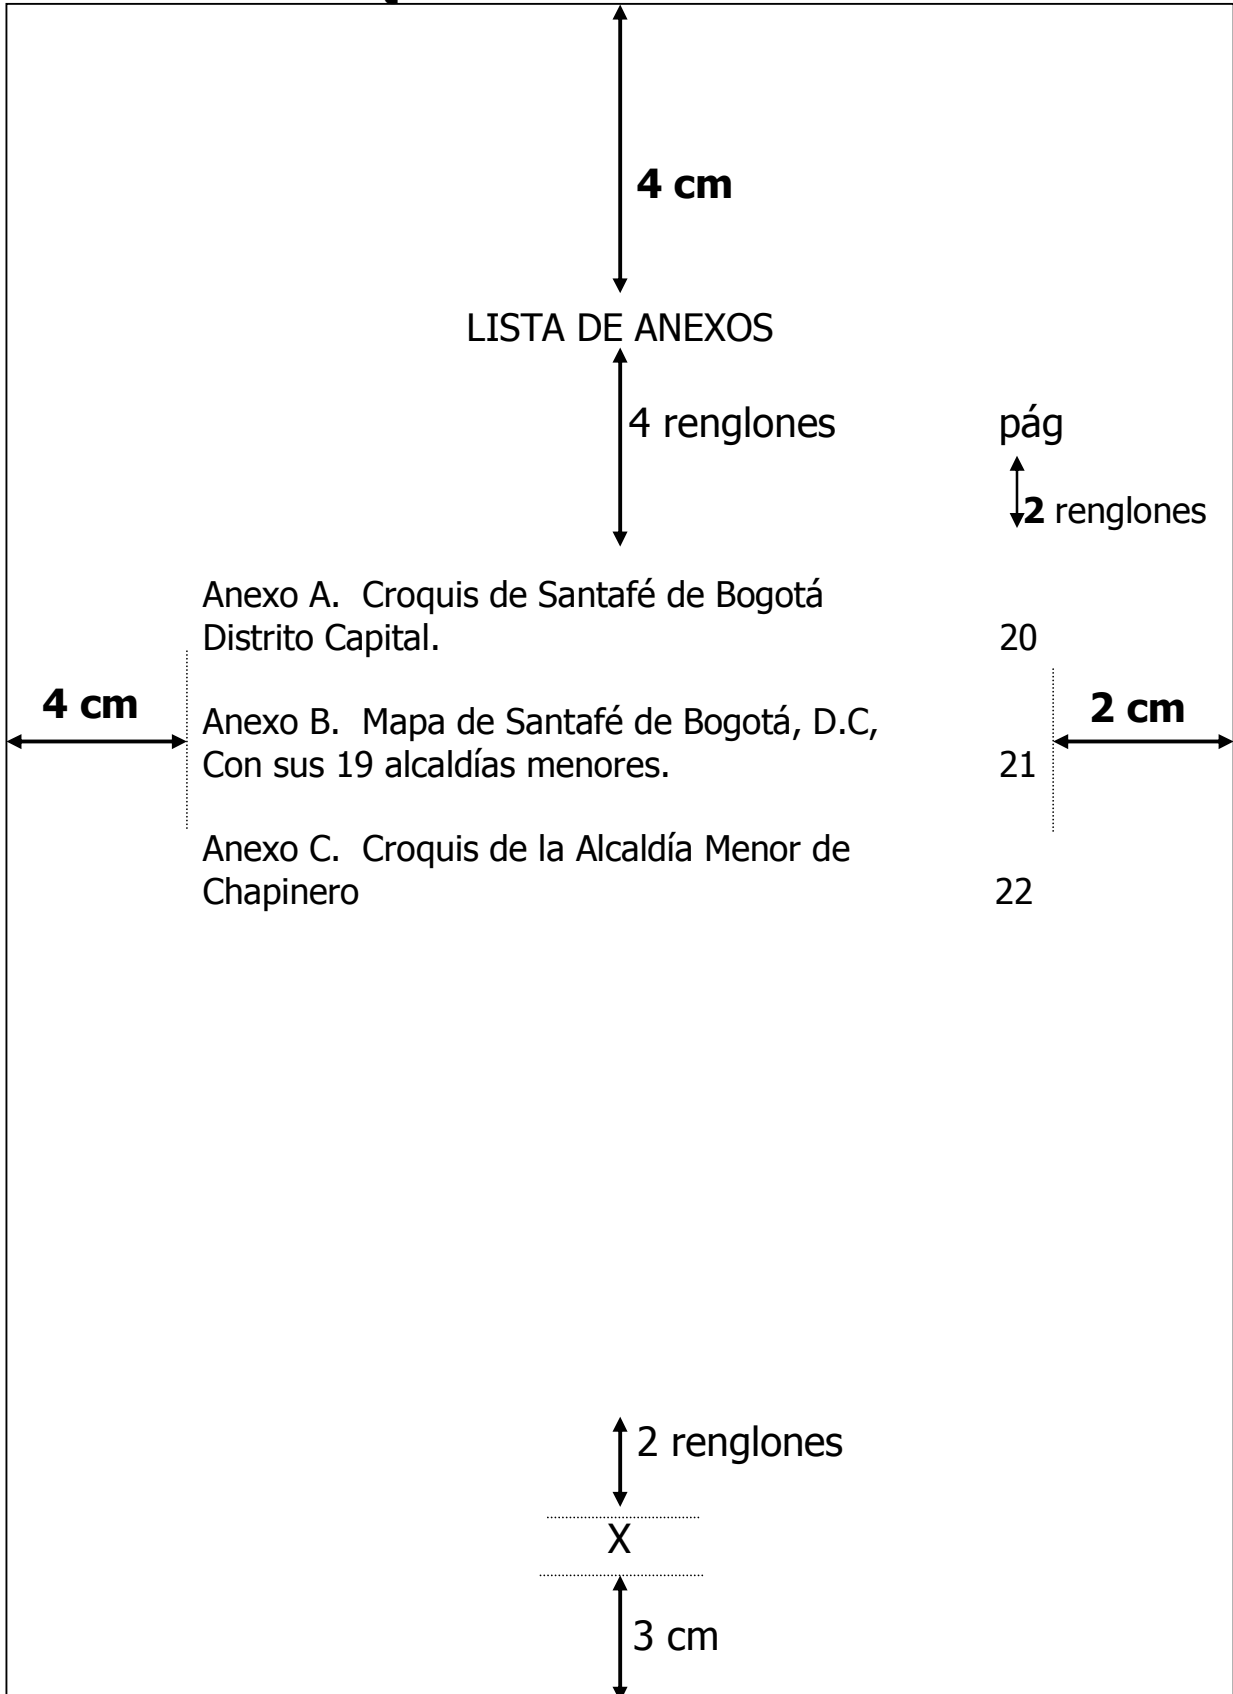 4 cm
LISTA DE ANEXOS
4 renglones pág
2 renglones
Anexo A. Croquis de Santafé de Bogotá
Distrito Capital. 20
4 cm
2 cm
Anexo B. Mapa de Santafé de Bogotá, D.C,
Con sus 19 alcaldías menores. 21
Anexo C. Croquis de la Alcaldía Menor de
Chapinero 22
2 renglones
X
3 cm